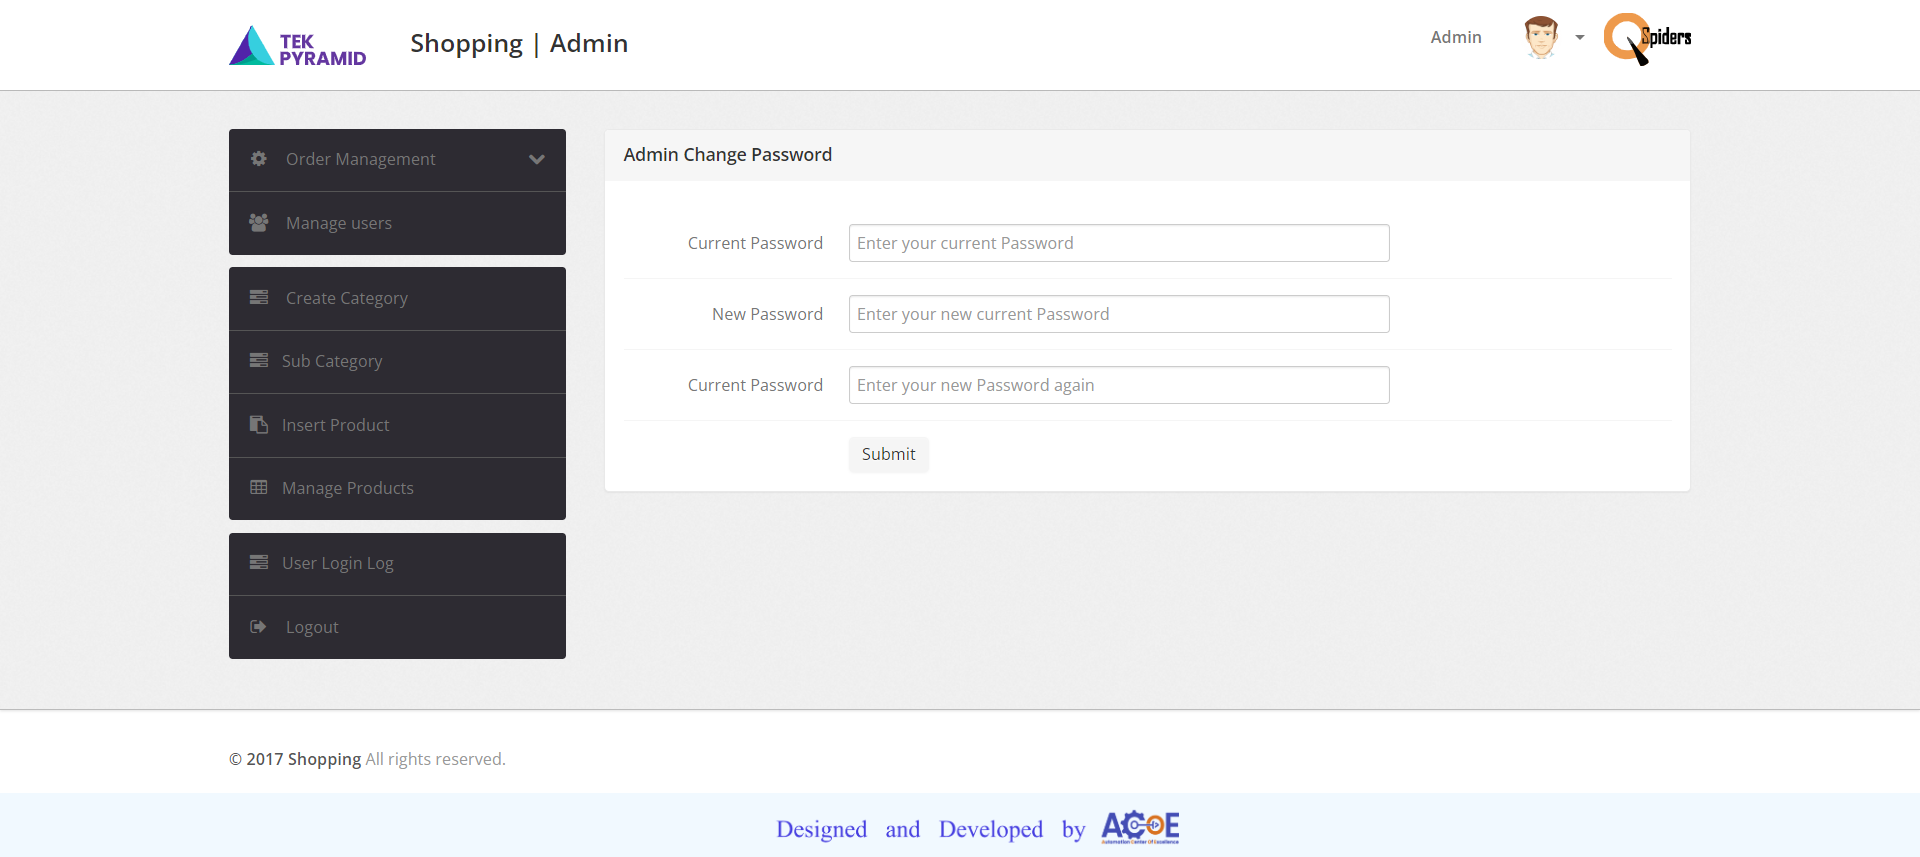 TEK
PYRAMID
Shopping | Admin
Admin
Spiders
Order Management
Manage users
Create Category
Sub Category
Insert Product
Manage Products
User Login Log
Logout
Admin Change Password
Current Password
Enter your current Password
New Password
Enter your new current Password
Current Password
Enter your new Password again
Submit
© 2017 Shopping All rights reserved.
Designed and Developed by
ACOE
Automation Center Of Excellence